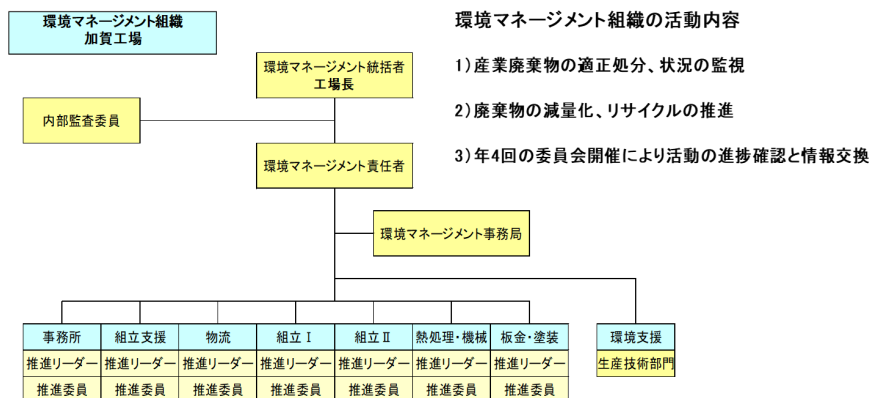 環境マネージメント組織
加賀工場
環境マネージメント組織の活動内容
1)産業廃棄物の適正処分、状況の監視
2)廃棄物の減量化、リサイクルの推進
3)年4回の委員会開催により活動の進捗確認と情報交換
環境マネージメント統括者
工場長
内部監査委員
環境マネージメント責任者
環境マネージメント事務局
事務所 組立支援 物流 組立Ⅰ 組立Ⅱ 熱処理・機械 板金・塗装 環境支援
推進リーダー 推進リーダー 推進リーダー 推進リーダー 推進リーダー 推進リーダー 推進リーダー 生産技術部門
推進委員 推進委員 推進委員 推進委員 推進委員 推進委員 推進委員